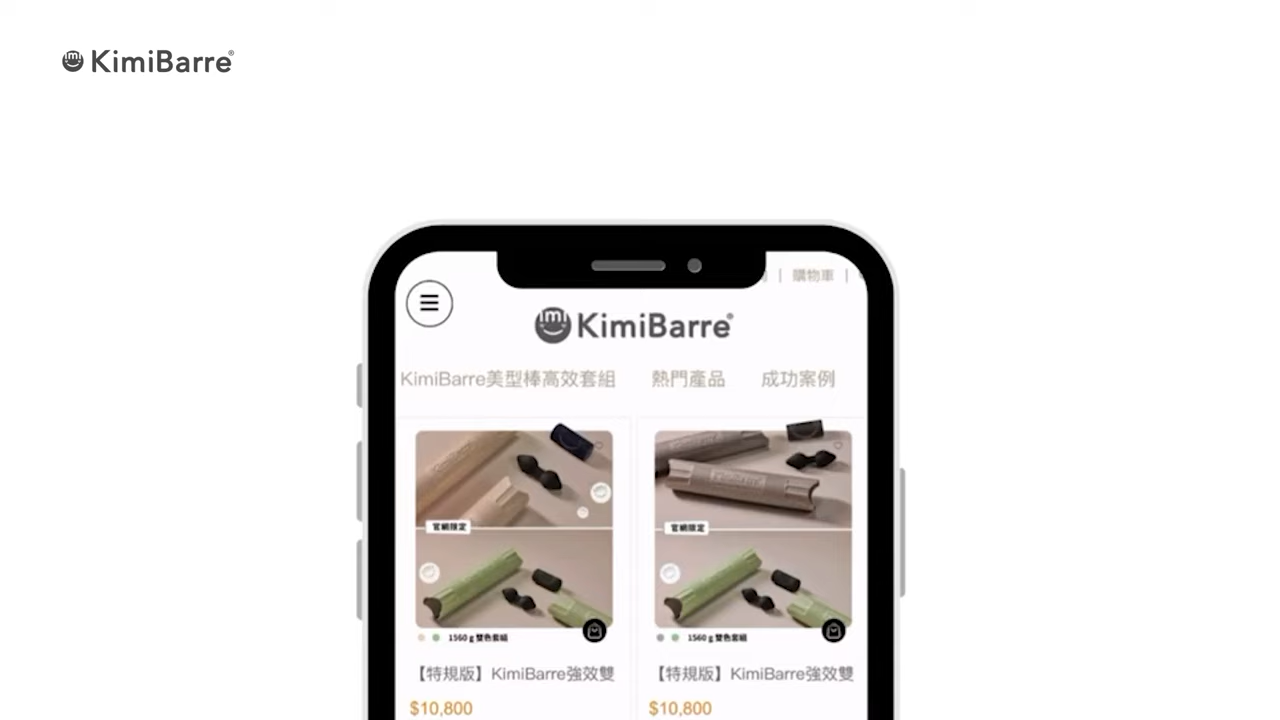 KimiBarre®
購物車 |
KimiBarre®
KimiBarre美型棒高效套組 熱門產品 成功案例
官網限定 官網限定
1560 g 雙色套組 1560 g 雙色套組
【特規版】KimiBarre強效雙 【特規版】KimiBarre強效雙
$10,800 $10,800